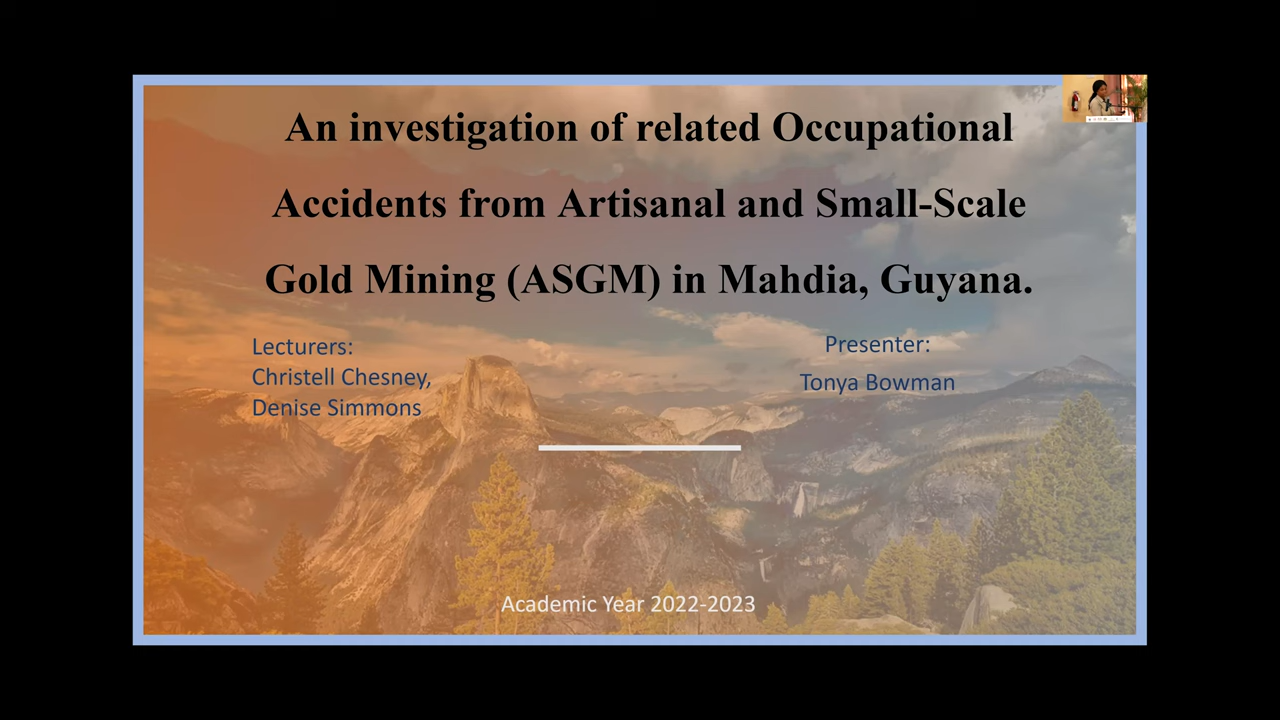 An investigation of related Occupational
Accidents from Artisanal and Small-Scale
Gold Mining (ASGM) in Mahdia, Guyana.
Lecturers:
Christell Chesney,
Denise Simmons
Presenter:
Tonya Bowman
Academic Year 2022-2023